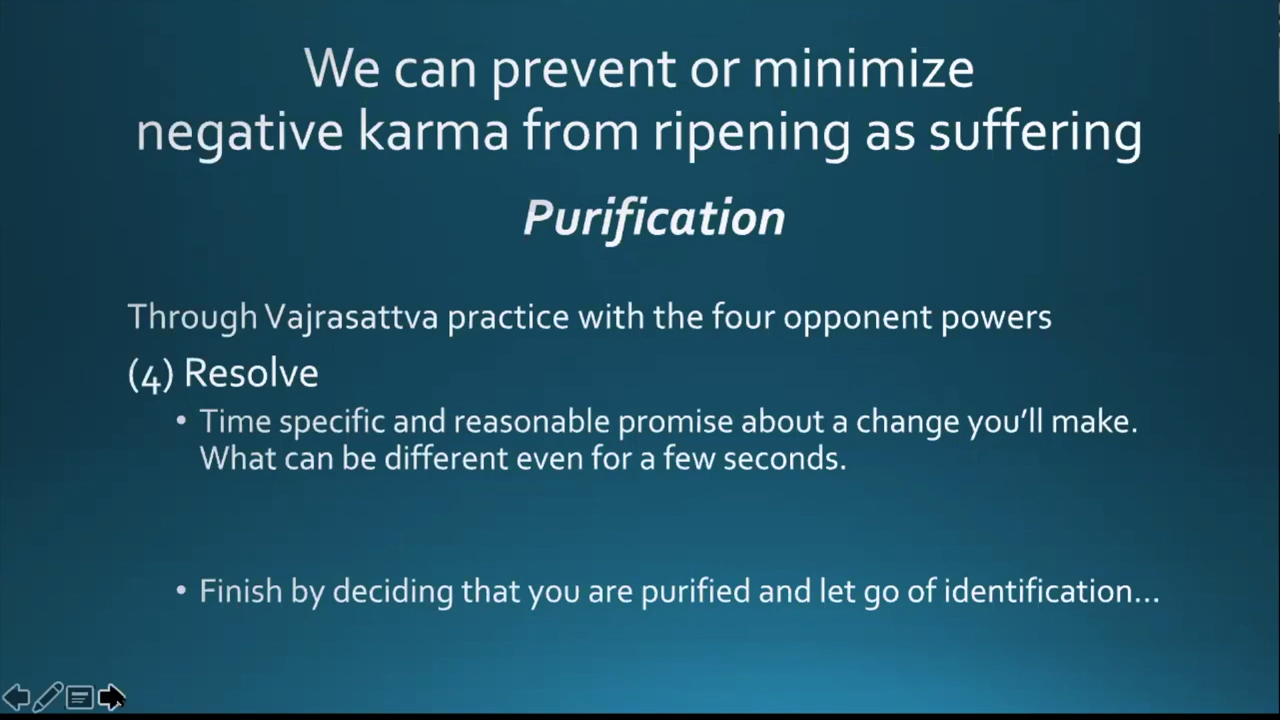 We can prevent or minimize
negative karma from ripening as suffering
Purification
Through Vajrasattva practice with the four opponent powers
(4) Resolve
• Time specific and reasonable promise about a change you’ll make.
What can be different even for a few seconds.
• Finish by deciding that you are purified and let go of identification…